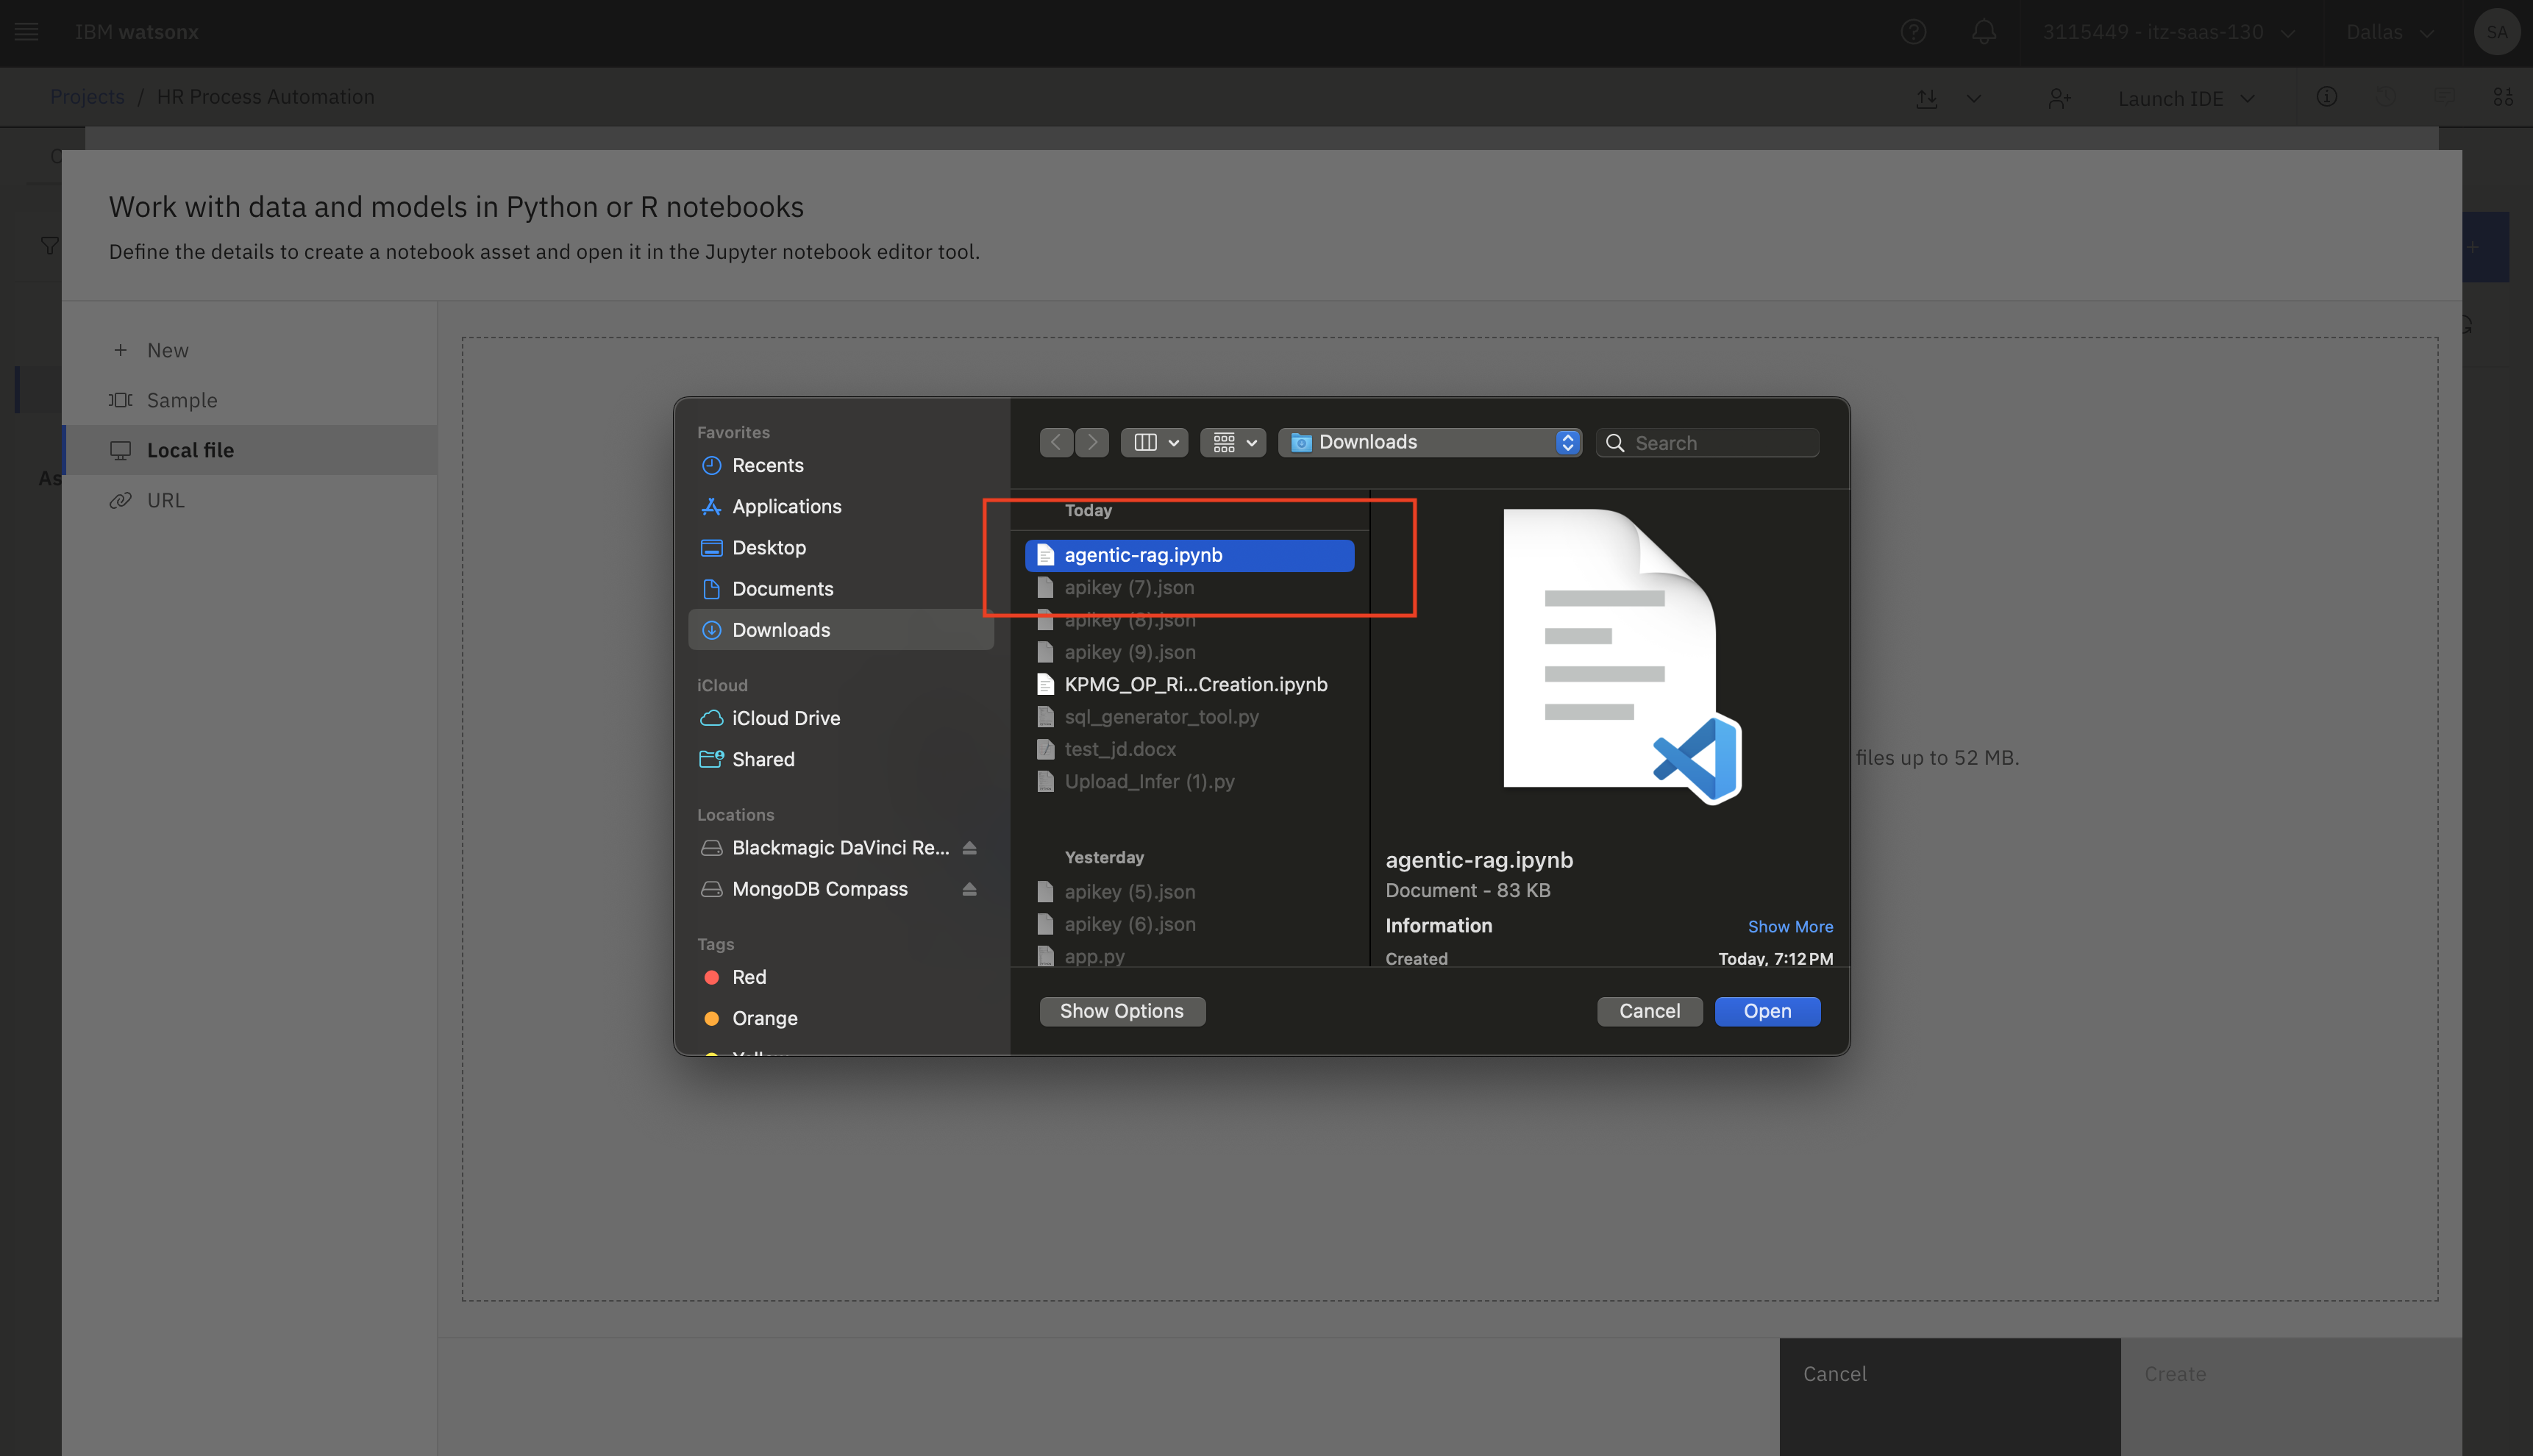 IBM watsonx
3115449 - itz-saas-130
Dallas
SA
Projects / HR Process Automation
Launch IDE
Work with data and models in Python or R notebooks
Define the details to create a notebook asset and open it in the Jupyter notebook editor tool.
New
Sample
Local file
URL
As
files up to 52 MB.
Favorites
Recents
Applications
Desktop
Documents
Downloads
iCloud
iCloud Drive
Shared
Locations
Blackmagic DaVinci Re...
MongoDB Compass
Tags
Red
Orange
Yellow
Downloads
Search
Today
agentic-rag.ipynb
apikey (7).json
apikey (8).json
apikey (9).json
KPMG_OP_Ri...Creation.ipynb
sql_generator_tool.py
test_jd.docx
Upload_Infer (1).py
Yesterday
apikey (5).json
apikey (6).json
app.py
agentic-rag.ipynb
Document - 83 KB
Information
Show More
Created
Today, 7:12 PM
Show Options
Cancel
Open
Cancel
Create